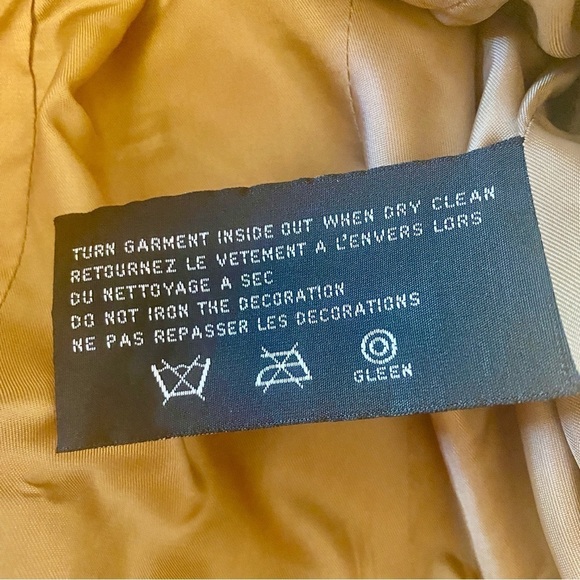 TURN GARMENT INSIDE OUT WHEN DRY CLEAN
RETOURNEZ LE VETEMENT A L'ENVERS LORS
DU NETTOYAGE A SEC
DO NOT IRON THE DECORATION
NE PAS REPASSER LES DECORATIONS
GLEEN